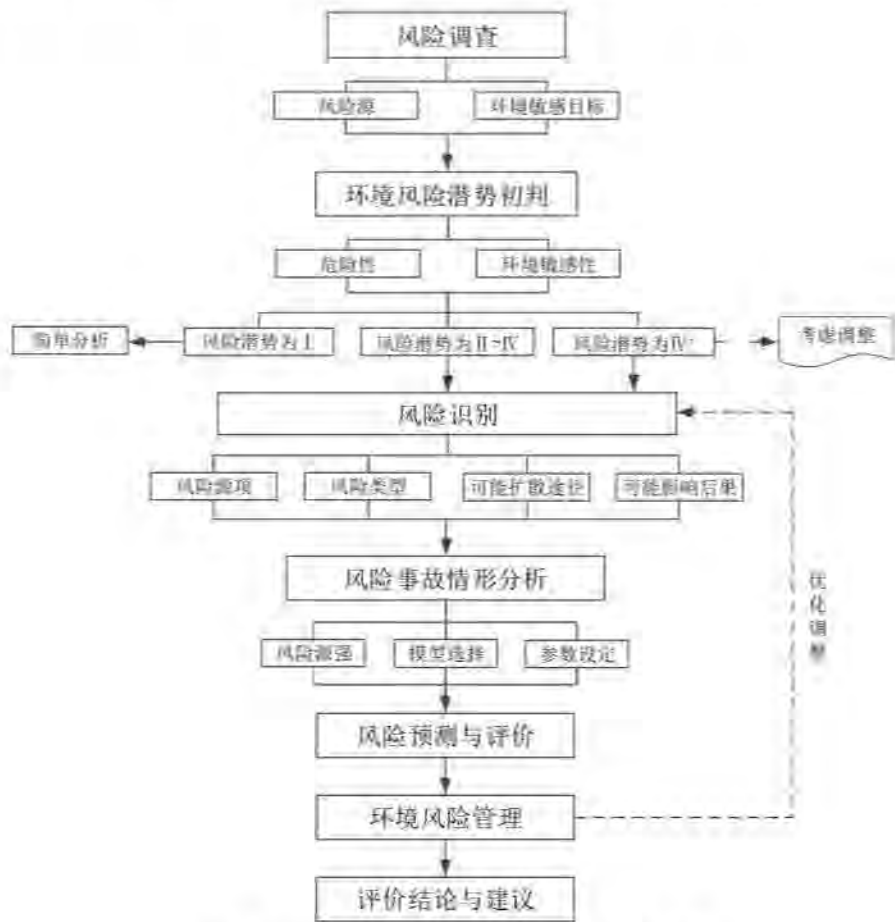 风险调查
风险源
环境敏感目标
环境风险潜势初判
危险性
环境敏感性
简单分析
风险潜势为Ⅰ
风险潜势为Ⅱ~Ⅳ
风险潜势为Ⅳ+
考虑调整
风险识别
风险源项
风险类型
可能扩散途径
可能影响后果
风险事故情形分析
优化调整
风险源强
模型选择
参数设定
风险预测与评价
环境风险管理
评价结论与建议